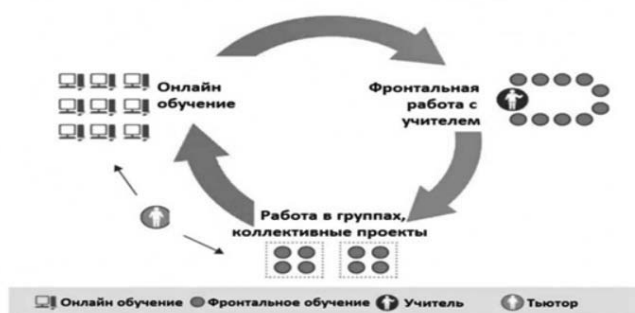 Онлайн
обучение
Фронтальная
работа с
учителем
Работа в группах,
коллективные проекты
Онлайн обучение Фронтальное обучение Учитель Тьютор